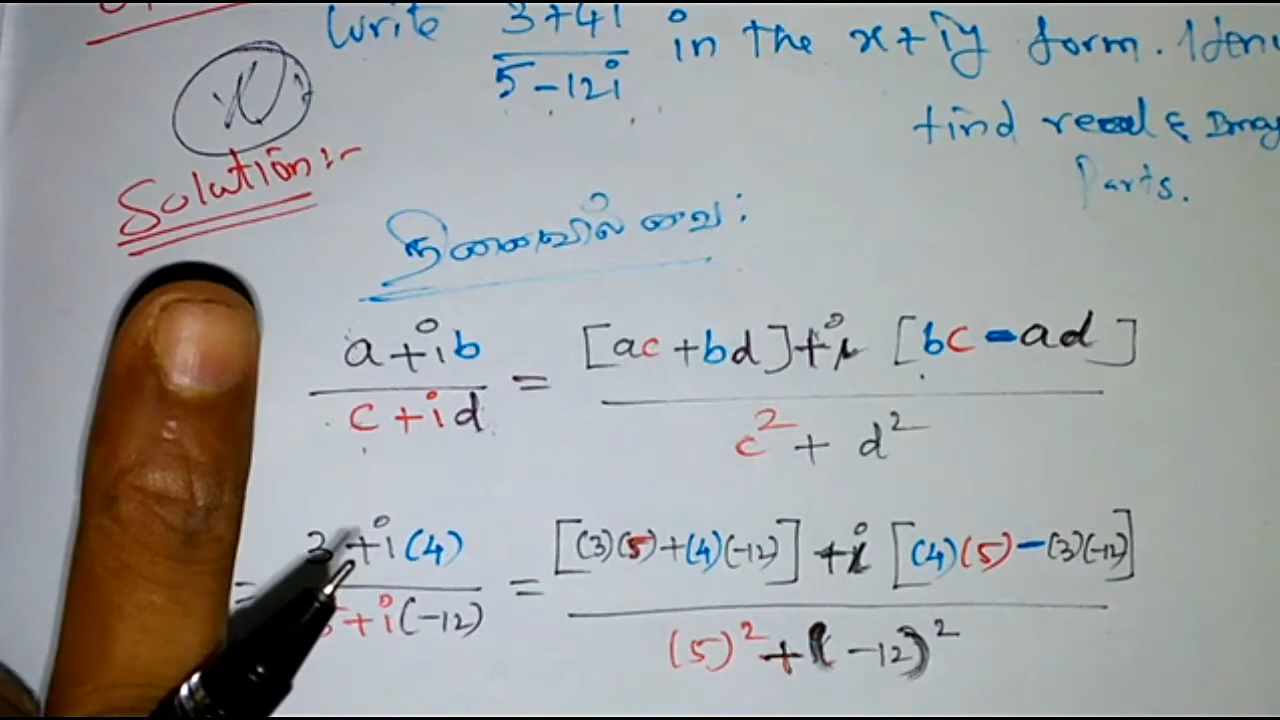 Write 3+4i / 5-12i in the x+iy form.
find real & Imag
Parts.
Solution:-
நினைவில் வை:
a+ib / c+id = [ac+bd]+i [bc-ad] / c²+d²
= 3+i(4) / 5+i(-12) = [(3)(5)+(4)(-12)] +i [(4)(5)-(3)(-12)] / (5)²+(-12)²